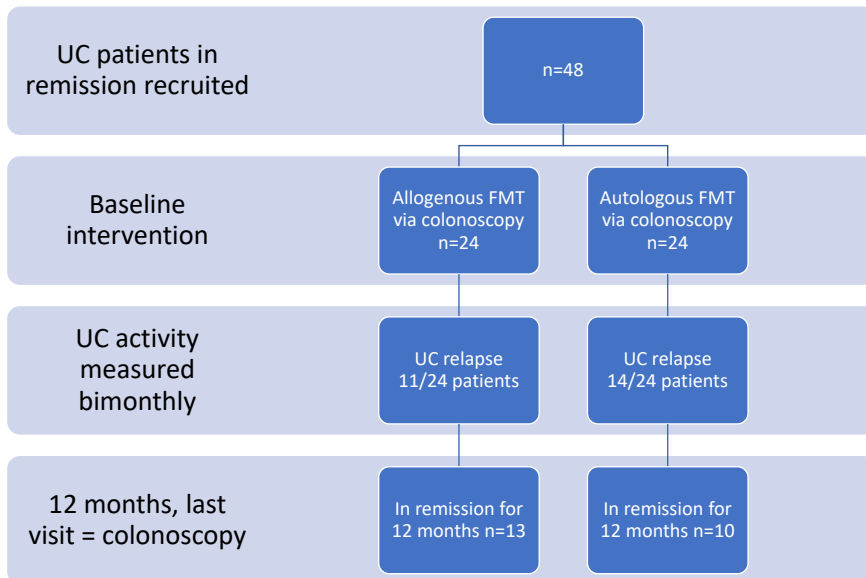 UC patients in
remission recruited
n=48
Baseline
intervention
Allogenous FMT
via colonoscopy
n=24
Autologous FMT
via colonoscopy
n=24
UC activity
measured
bimonthly
UC relapse
11/24 patients
UC relapse
14/24 patients
12 months, last
visit = colonoscopy
In remission for
12 months n=13
In remission for
12 months n=10